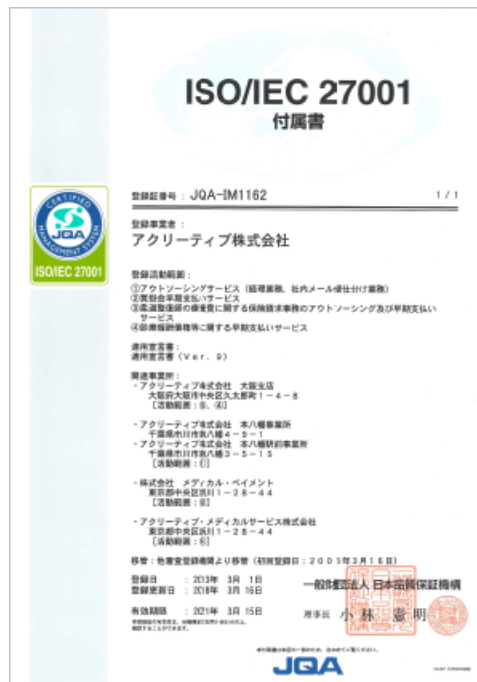 ISO/IEC 27001
付属書
登録証番号 : JQA-IM1162
1 / 1
登録事業者 :
アクリーティブ株式会社
CERTIFIED
JQA
MANAGEMENT SYSTEM
ISO/IEC 27001
登録活動範囲 :
①アウトソーシングサービス（経理業務、社内メール便仕分け業務）
②買掛金早期支払いサービス
③柔道整復師の療養費に関する保険請求事務のアウトソーシング及び早期支払い
サービス
④診療報酬債権等に関する早期支払いサービス
適用宣言書 :
適用宣言書（Ver. 9）
関連事業所 :
・アクリーティブ株式会社 大阪支店
大阪府大阪市中央区久太郎町1-4-8
［活動範囲：
・アクリーティブ株式会社 本八幡事業所
千葉県市川市南八幡4-9-1
・アクリーティブ株式会社 本八幡駅前事業所
千葉県市川市南八幡3-5-15
［活動範囲：①］
・株式会社 メディカル・ペイメント
東京都中央区湊1-28-44
［活動範囲：
・アクリーティブ・メディカルサービス株式会社
東京都中央区湊1-28-44
［活動範囲：
移管：他審査登録機関より移管（初回登録日：2005年3月16日）
登録日 : 2013年 3月 1日
登録更新日 : 2018年 3月 16日
有効期限 : 2021年 3月 15日
一般財団法人 日本品質保証機構
理事長 小林 憲明
JQA